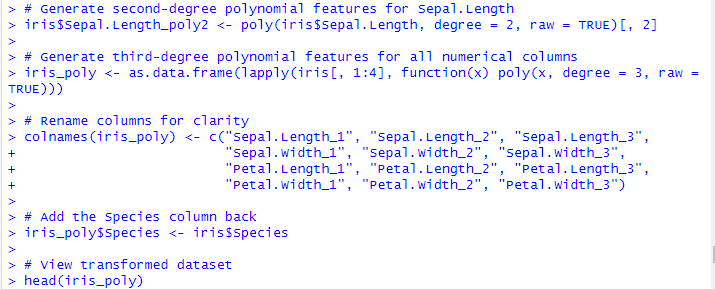 > # Generate second-degree polynomial features for Sepal.Length
> iris$Sepal.Length_poly2 <- poly(iris$Sepal.Length, degree = 2, raw = TRUE)[, 2]
>
> # Generate third-degree polynomial features for all numerical columns
> iris_poly <- as.data.frame(lapply(iris[, 1:4], function(x) poly(x, degree = 3, raw =
TRUE)))
>
> # Rename columns for clarity
> colnames(iris_poly) <- c("Sepal.Length_1", "Sepal.Length_2", "Sepal.Length_3",
+                          "Sepal.Width_1", "Sepal.Width_2", "Sepal.Width_3",
+                          "Petal.Length_1", "Petal.Length_2", "Petal.Length_3",
+                          "Petal.Width_1", "Petal.Width_2", "Petal.Width_3")
>
> # Add the Species column back
> iris_poly$Species <- iris$Species
>
> # View transformed dataset
> head(iris_poly)